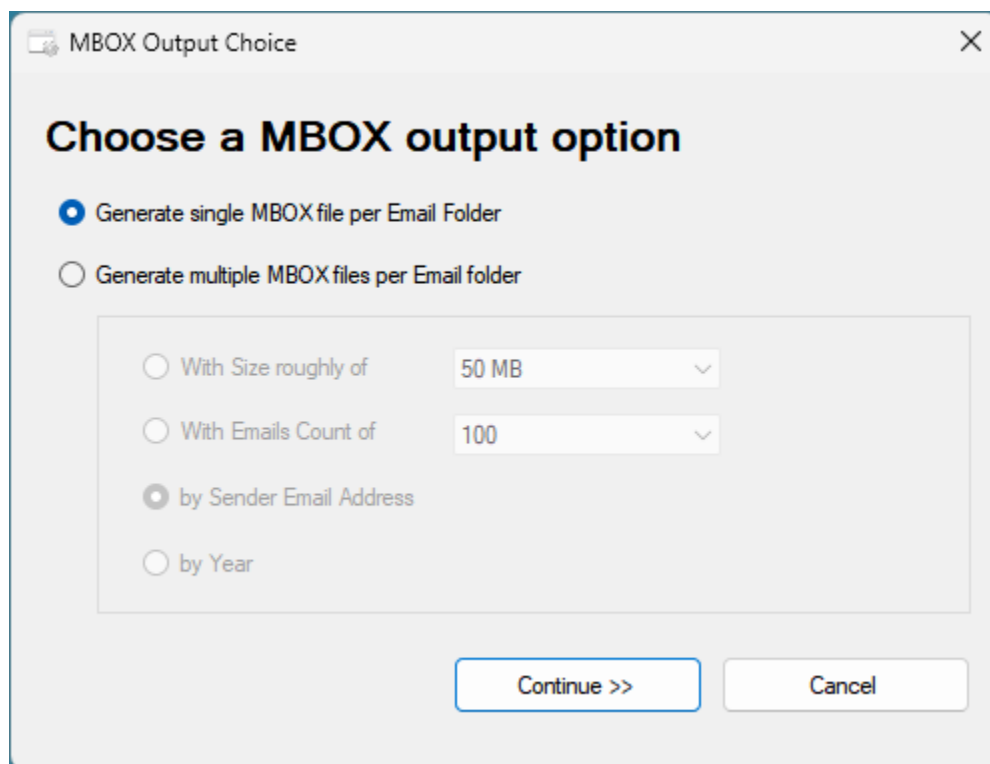 MBOX Output Choice
Choose a MBOX output option
Generate single MBOX file per Email Folder
Generate multiple MBOX files per Email folder
With Size roughly of 50 MB
With Emails Count of 100
by Sender Email Address
by Year
Continue >> Cancel